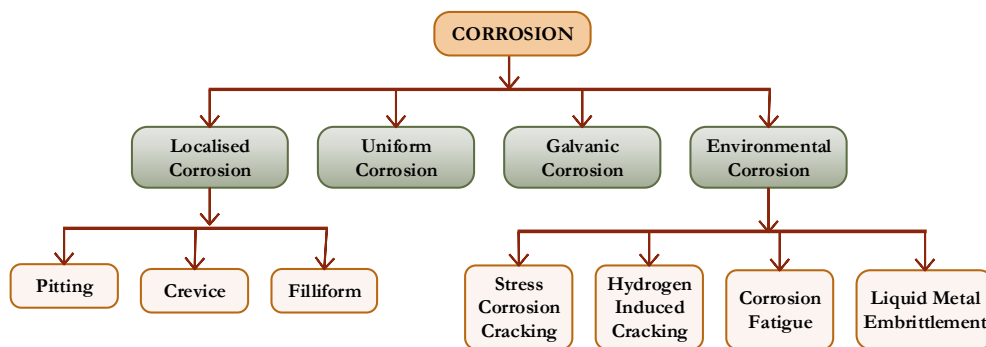 CORROSION
Localised
Corrosion
Uniform
Corrosion
Galvanic
Corrosion
Environmental
Corrosion
Pitting
Crevice
Filliform
Stress
Corrosion
Cracking
Hydrogen
Induced
Cracking
Corrosion
Fatigue
Liquid Metal
Embrittlement